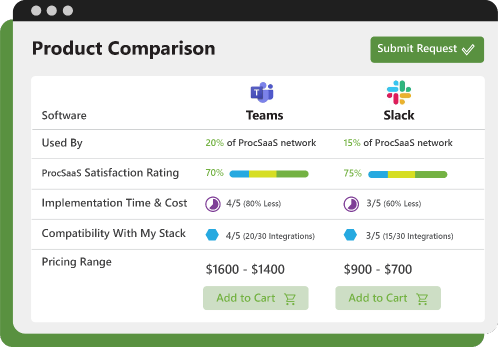 Product Comparison
Submit Request
Software
Teams
Slack
Used By
20% of ProcSaaS network
15% of ProcSaaS network
ProcSaaS Satisfaction Rating
70%
75%
Implementation Time & Cost
4/5 (80% Less)
3/5 (60% Less)
Compatibility With My Stack
4/5 (20/30 Integrations)
3/5 (15/30 Integrations)
Pricing Range
$1600 - $1400
$900 - $700
Add to Cart
Add to Cart